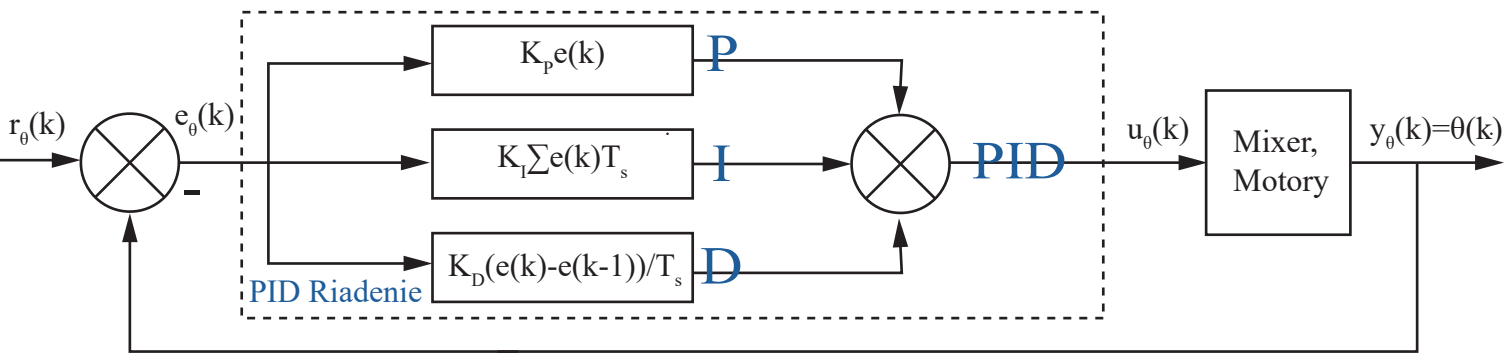 r_θ(k)
e_θ(k)
-
K_P e(k)
P
K_I∑e(k)T_s
I
K_D(e(k)-e(k-1))/T_s
D
PID Riadenie
PID
u_θ(k)
Mixer,
Motory
y_θ(k)=θ(k)